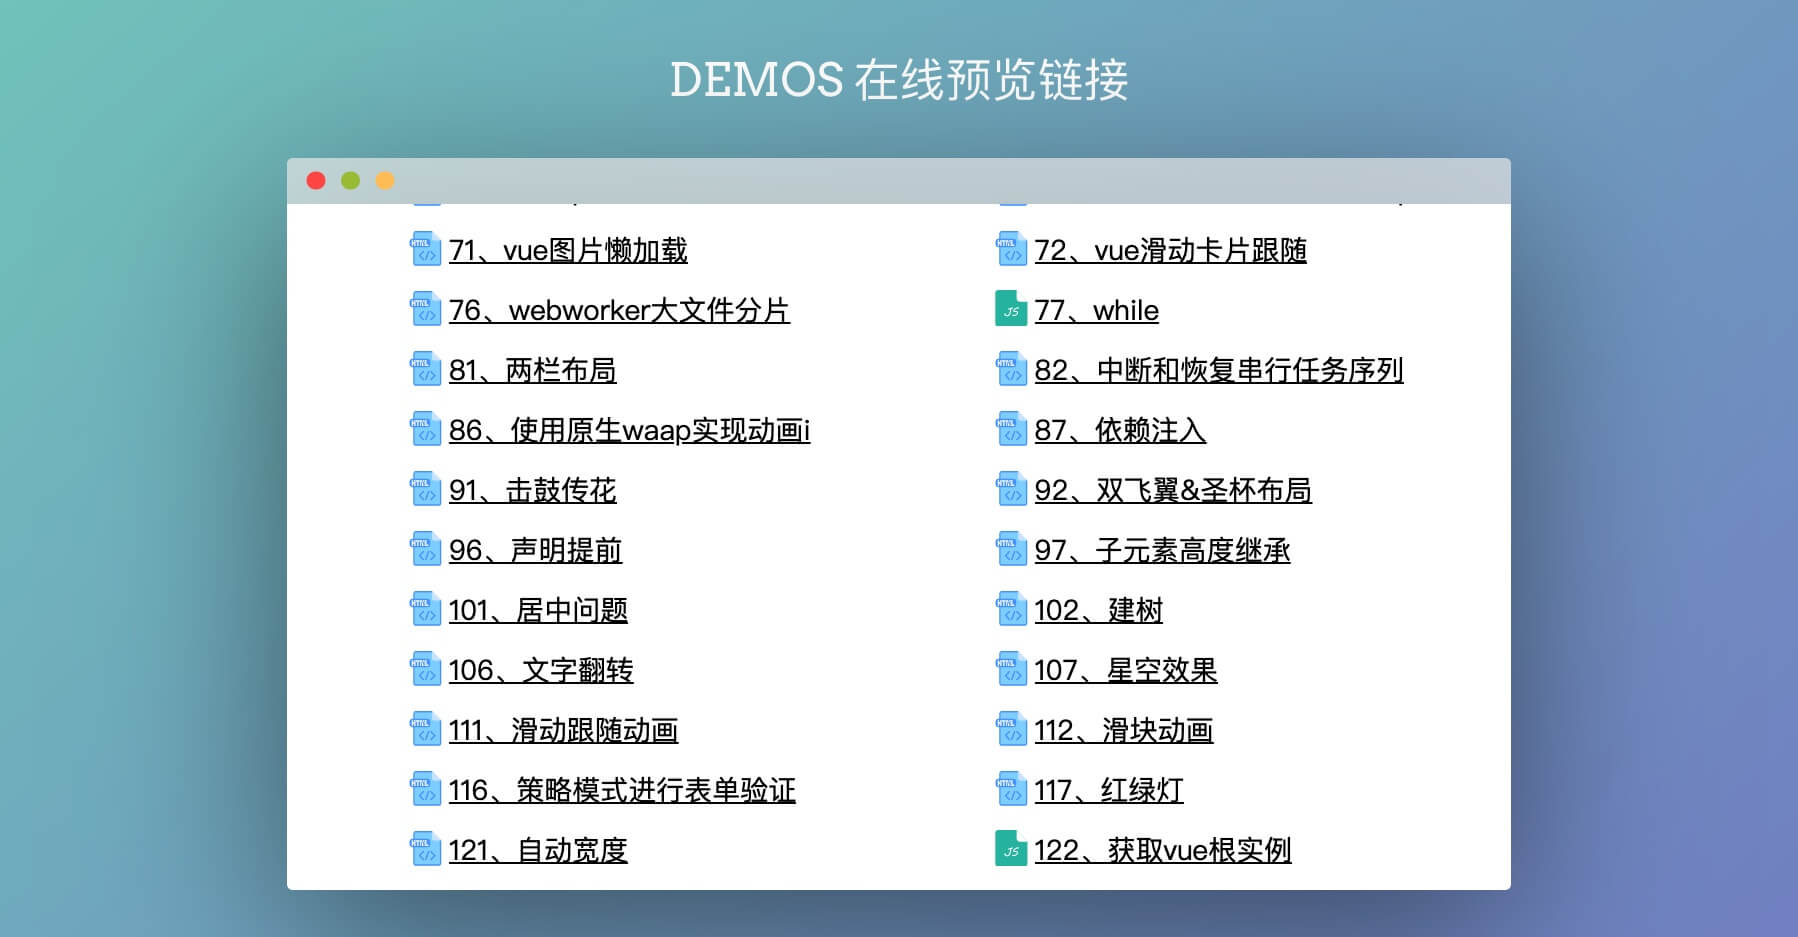 DEMOS 在线预览链接
71、vue图片懒加载
72、vue滑动卡片跟随
76、webworker大文件分片
77、while
81、两栏布局
82、中断和恢复串行任务序列
86、使用原生waap实现动画i
87、依赖注入
91、击鼓传花
92、双飞翼&圣杯布局
96、声明提前
97、子元素高度继承
101、居中问题
102、建树
106、文字翻转
107、星空效果
111、滑动跟随动画
112、滑块动画
116、策略模式进行表单验证
117、红绿灯
121、自动宽度
122、获取vue根实例